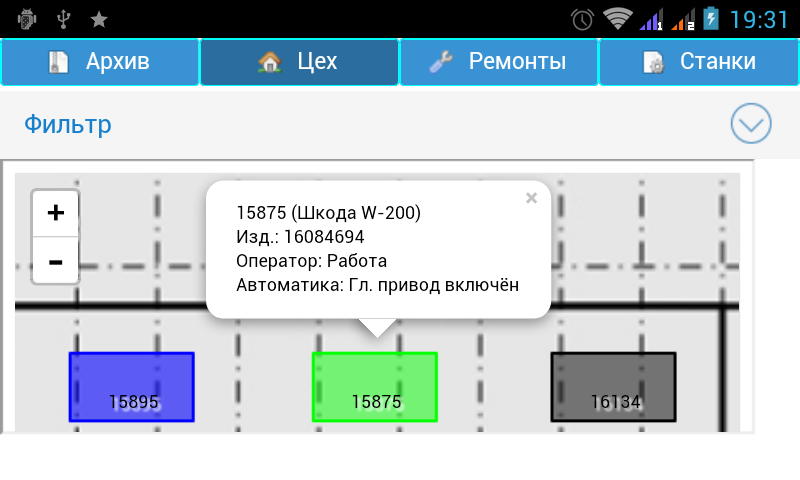 19:31
Архив
Цех
Ремонты
Станки
Фильтр
+
-
×
15875 (Шкода W-200)
Изд.: 16084694
Оператор: Работа
Автоматика: Гл. привод включён
15895
15875
16134